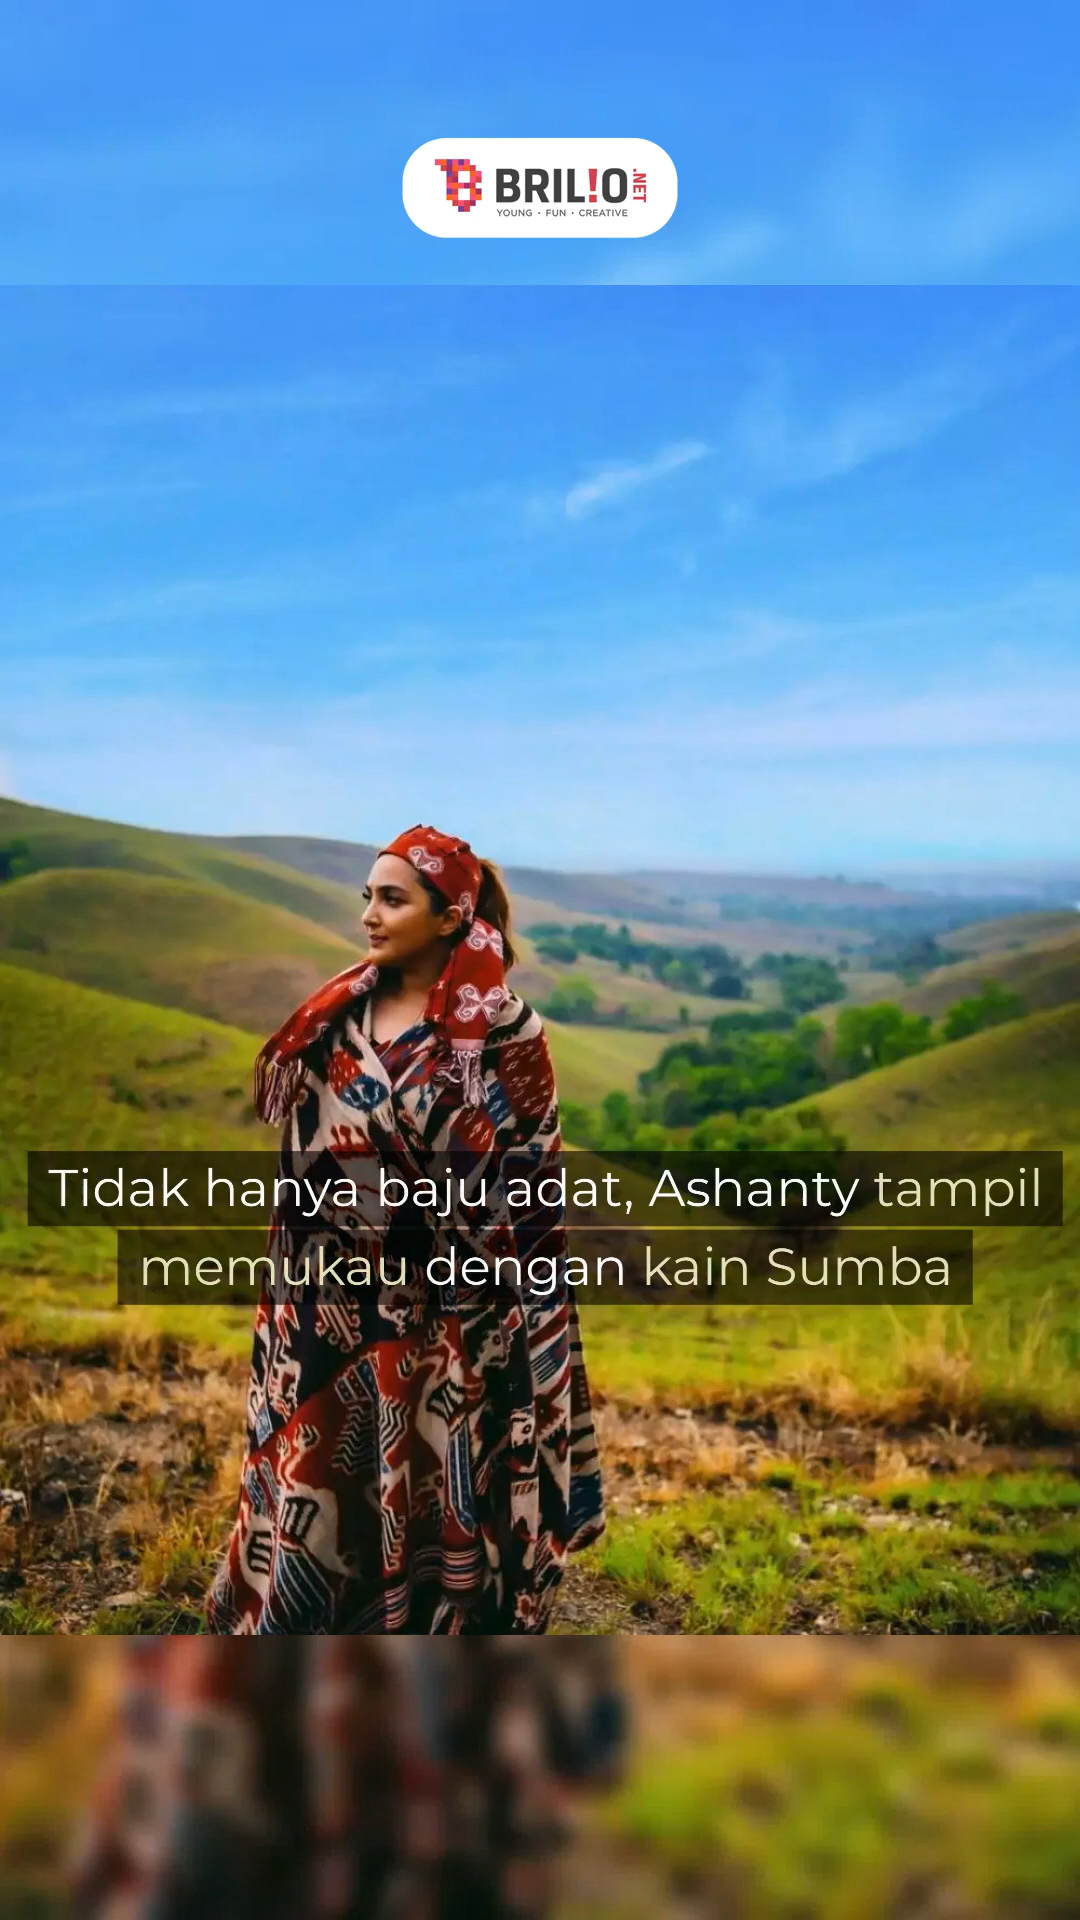 BRIL!O.NET
YOUNG · FUN · CREATIVE
Tidak hanya baju adat, Ashanty tampil
memukau dengan kain Sumba